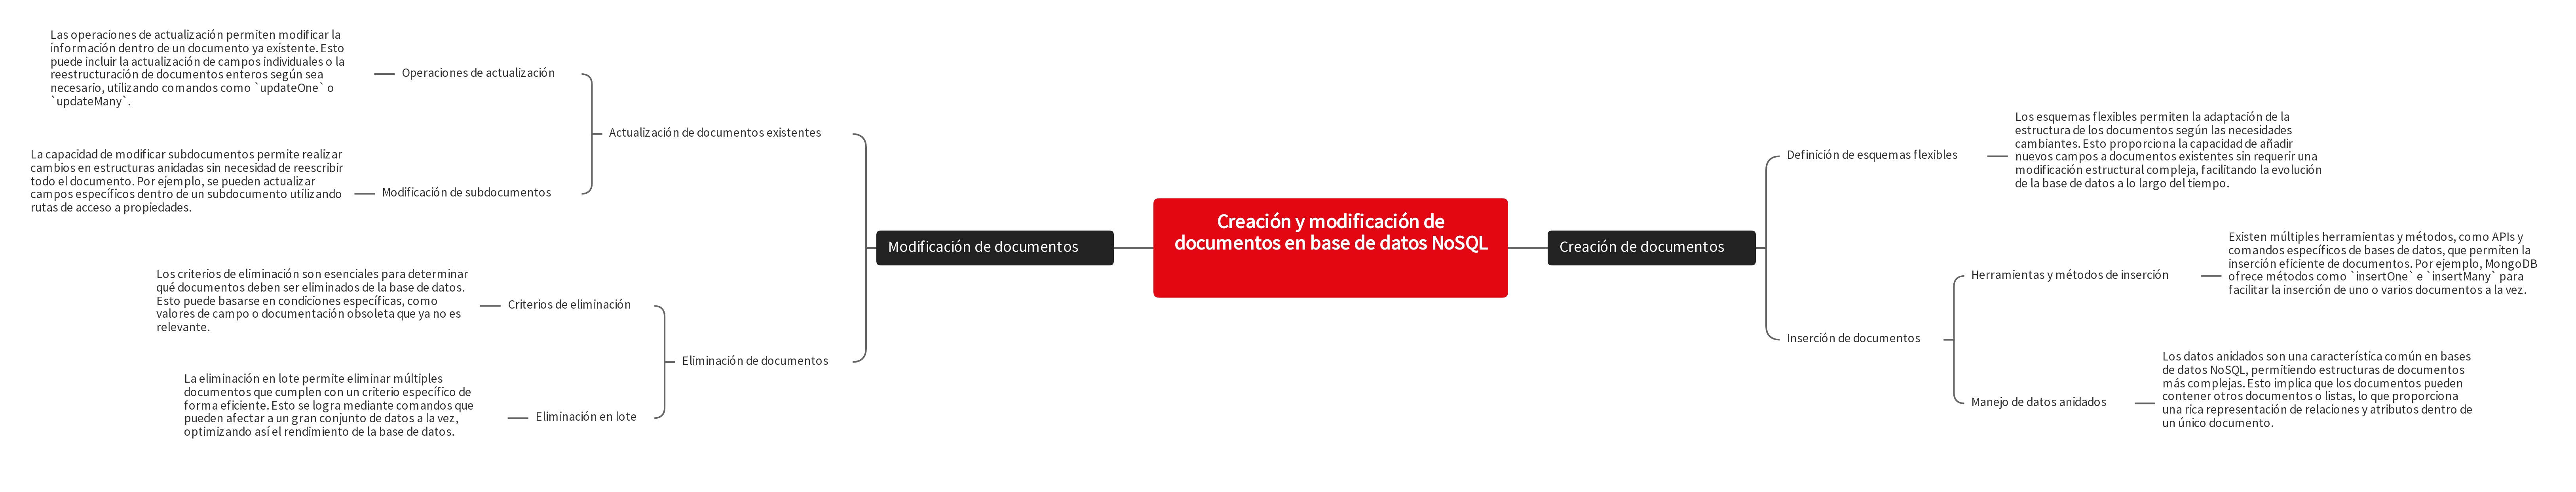 Creación y modificación de
documentos en base de datos NoSQL
Creación de documentos
Definición de esquemas flexibles
Los esquemas flexibles permiten la adaptación de la
estructura de los documentos según las necesidades
cambiantes. Esto proporciona la capacidad de añadir
nuevos campos a documentos existentes sin requerir una
modificación estructural compleja, facilitando la evolución
de la base de datos a lo largo del tiempo.
Inserción de documentos
Herramientas y métodos de inserción
Existen múltiples herramientas y métodos, como APIs y
comandos específicos de bases de datos, que permiten la
inserción eficiente de documentos. Por ejemplo, MongoDB
ofrece métodos como `insertOne` e `insertMany` para
facilitar la inserción de uno o varios documentos a la vez.
Manejo de datos anidados
Los datos anidados son una característica común en bases
de datos NoSQL, permitiendo estructuras de documentos
más complejas. Esto implica que los documentos pueden
contener otros documentos o listas, lo que proporciona
una rica representación de relaciones y atributos dentro de
un único documento.
Modificación de documentos
Actualización de documentos existentes
Operaciones de actualización
Las operaciones de actualización permiten modificar la
información dentro de un documento ya existente. Esto
puede incluir la actualización de campos individuales o la
reestructuración de documentos enteros según sea
necesario, utilizando comandos como `updateOne` o
`updateMany`.
Modificación de subdocumentos
La capacidad de modificar subdocumentos permite realizar
cambios en estructuras anidadas sin necesidad de reescribir
todo el documento. Por ejemplo, se pueden actualizar
campos específicos dentro de un subdocumento utilizando
rutas de acceso a propiedades.
Eliminación de documentos
Criterios de eliminación
Los criterios de eliminación son esenciales para determinar
qué documentos deben ser eliminados de la base de datos.
Esto puede basarse en condiciones específicas, como
valores de campo o documentación obsoleta que ya no es
relevante.
Eliminación en lote
La eliminación en lote permite eliminar múltiples
documentos que cumplen con un criterio específico de
forma eficiente. Esto se logra mediante comandos que
pueden afectar a un gran conjunto de datos a la vez,
optimizando así el rendimiento de la base de datos.